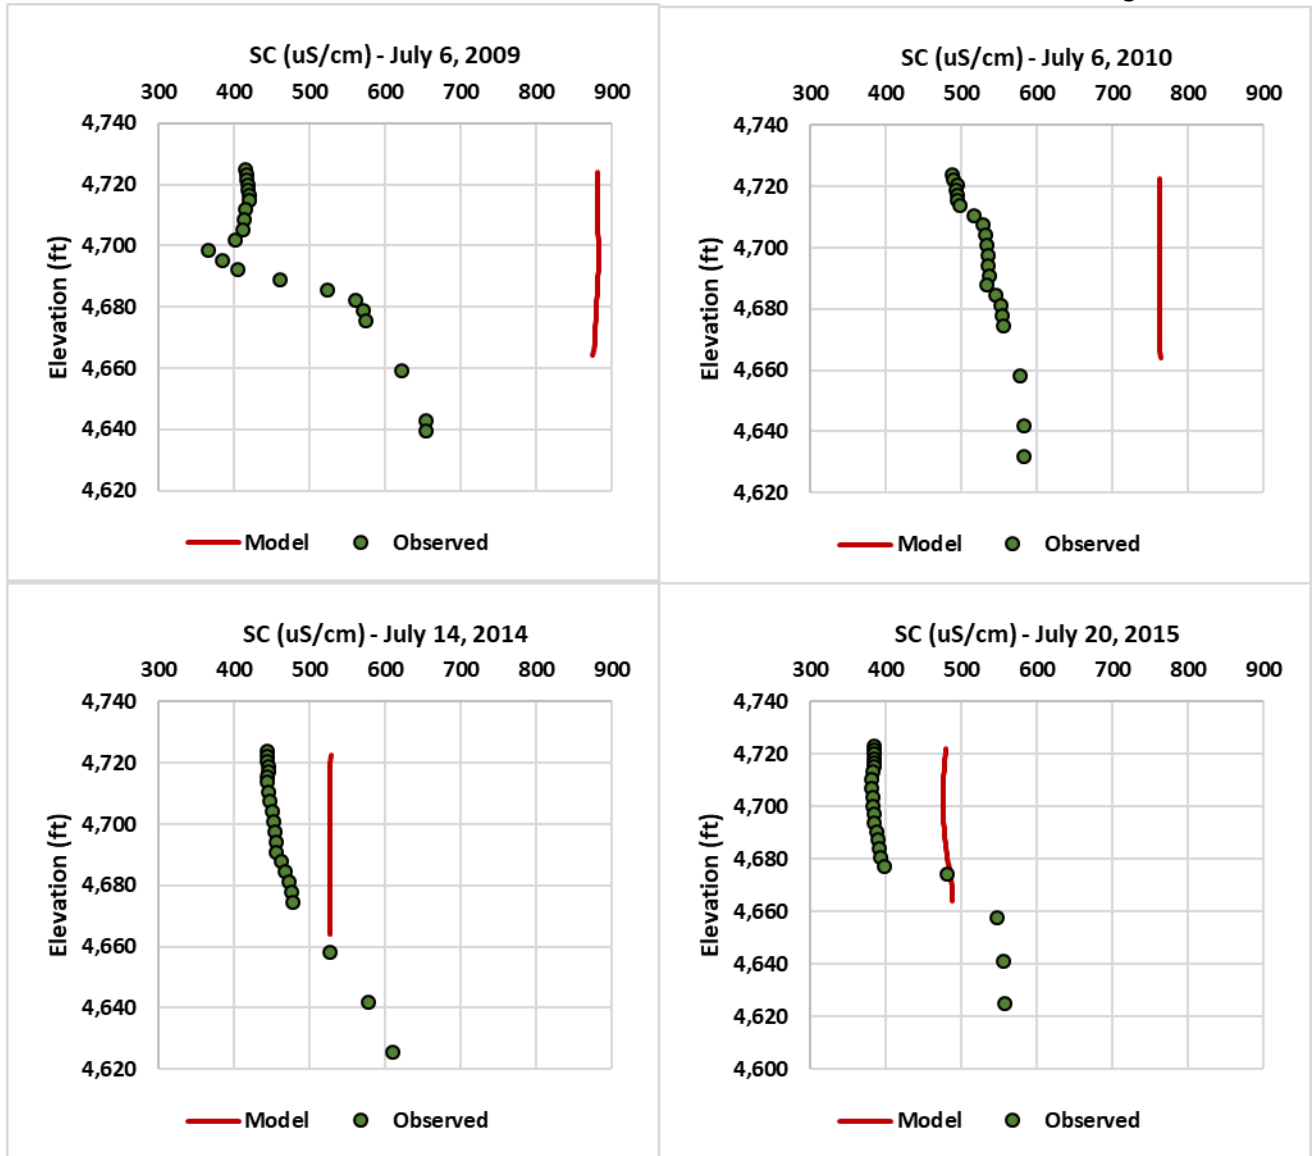 SC (uS/cm) - July 6, 2009
300 400 500 600 700 800 900
4,740
4,720
4,700
4,680
4,660
4,640
4,620
Elevation (ft)
Model Observed
SC (uS/cm) - July 6, 2010
300 400 500 600 700 800 900
4,740
4,720
4,700
4,680
4,660
4,640
4,620
Elevation (ft)
Model Observed
SC (uS/cm) - July 14, 2014
300 400 500 600 700 800 900
4,740
4,720
4,700
4,680
4,660
4,640
4,620
Elevation (ft)
Model Observed
SC (uS/cm) - July 20, 2015
300 400 500 600 700 800 900
4,740
4,720
4,700
4,680
4,660
4,640
4,620
4,600
Elevation (ft)
Model Observed